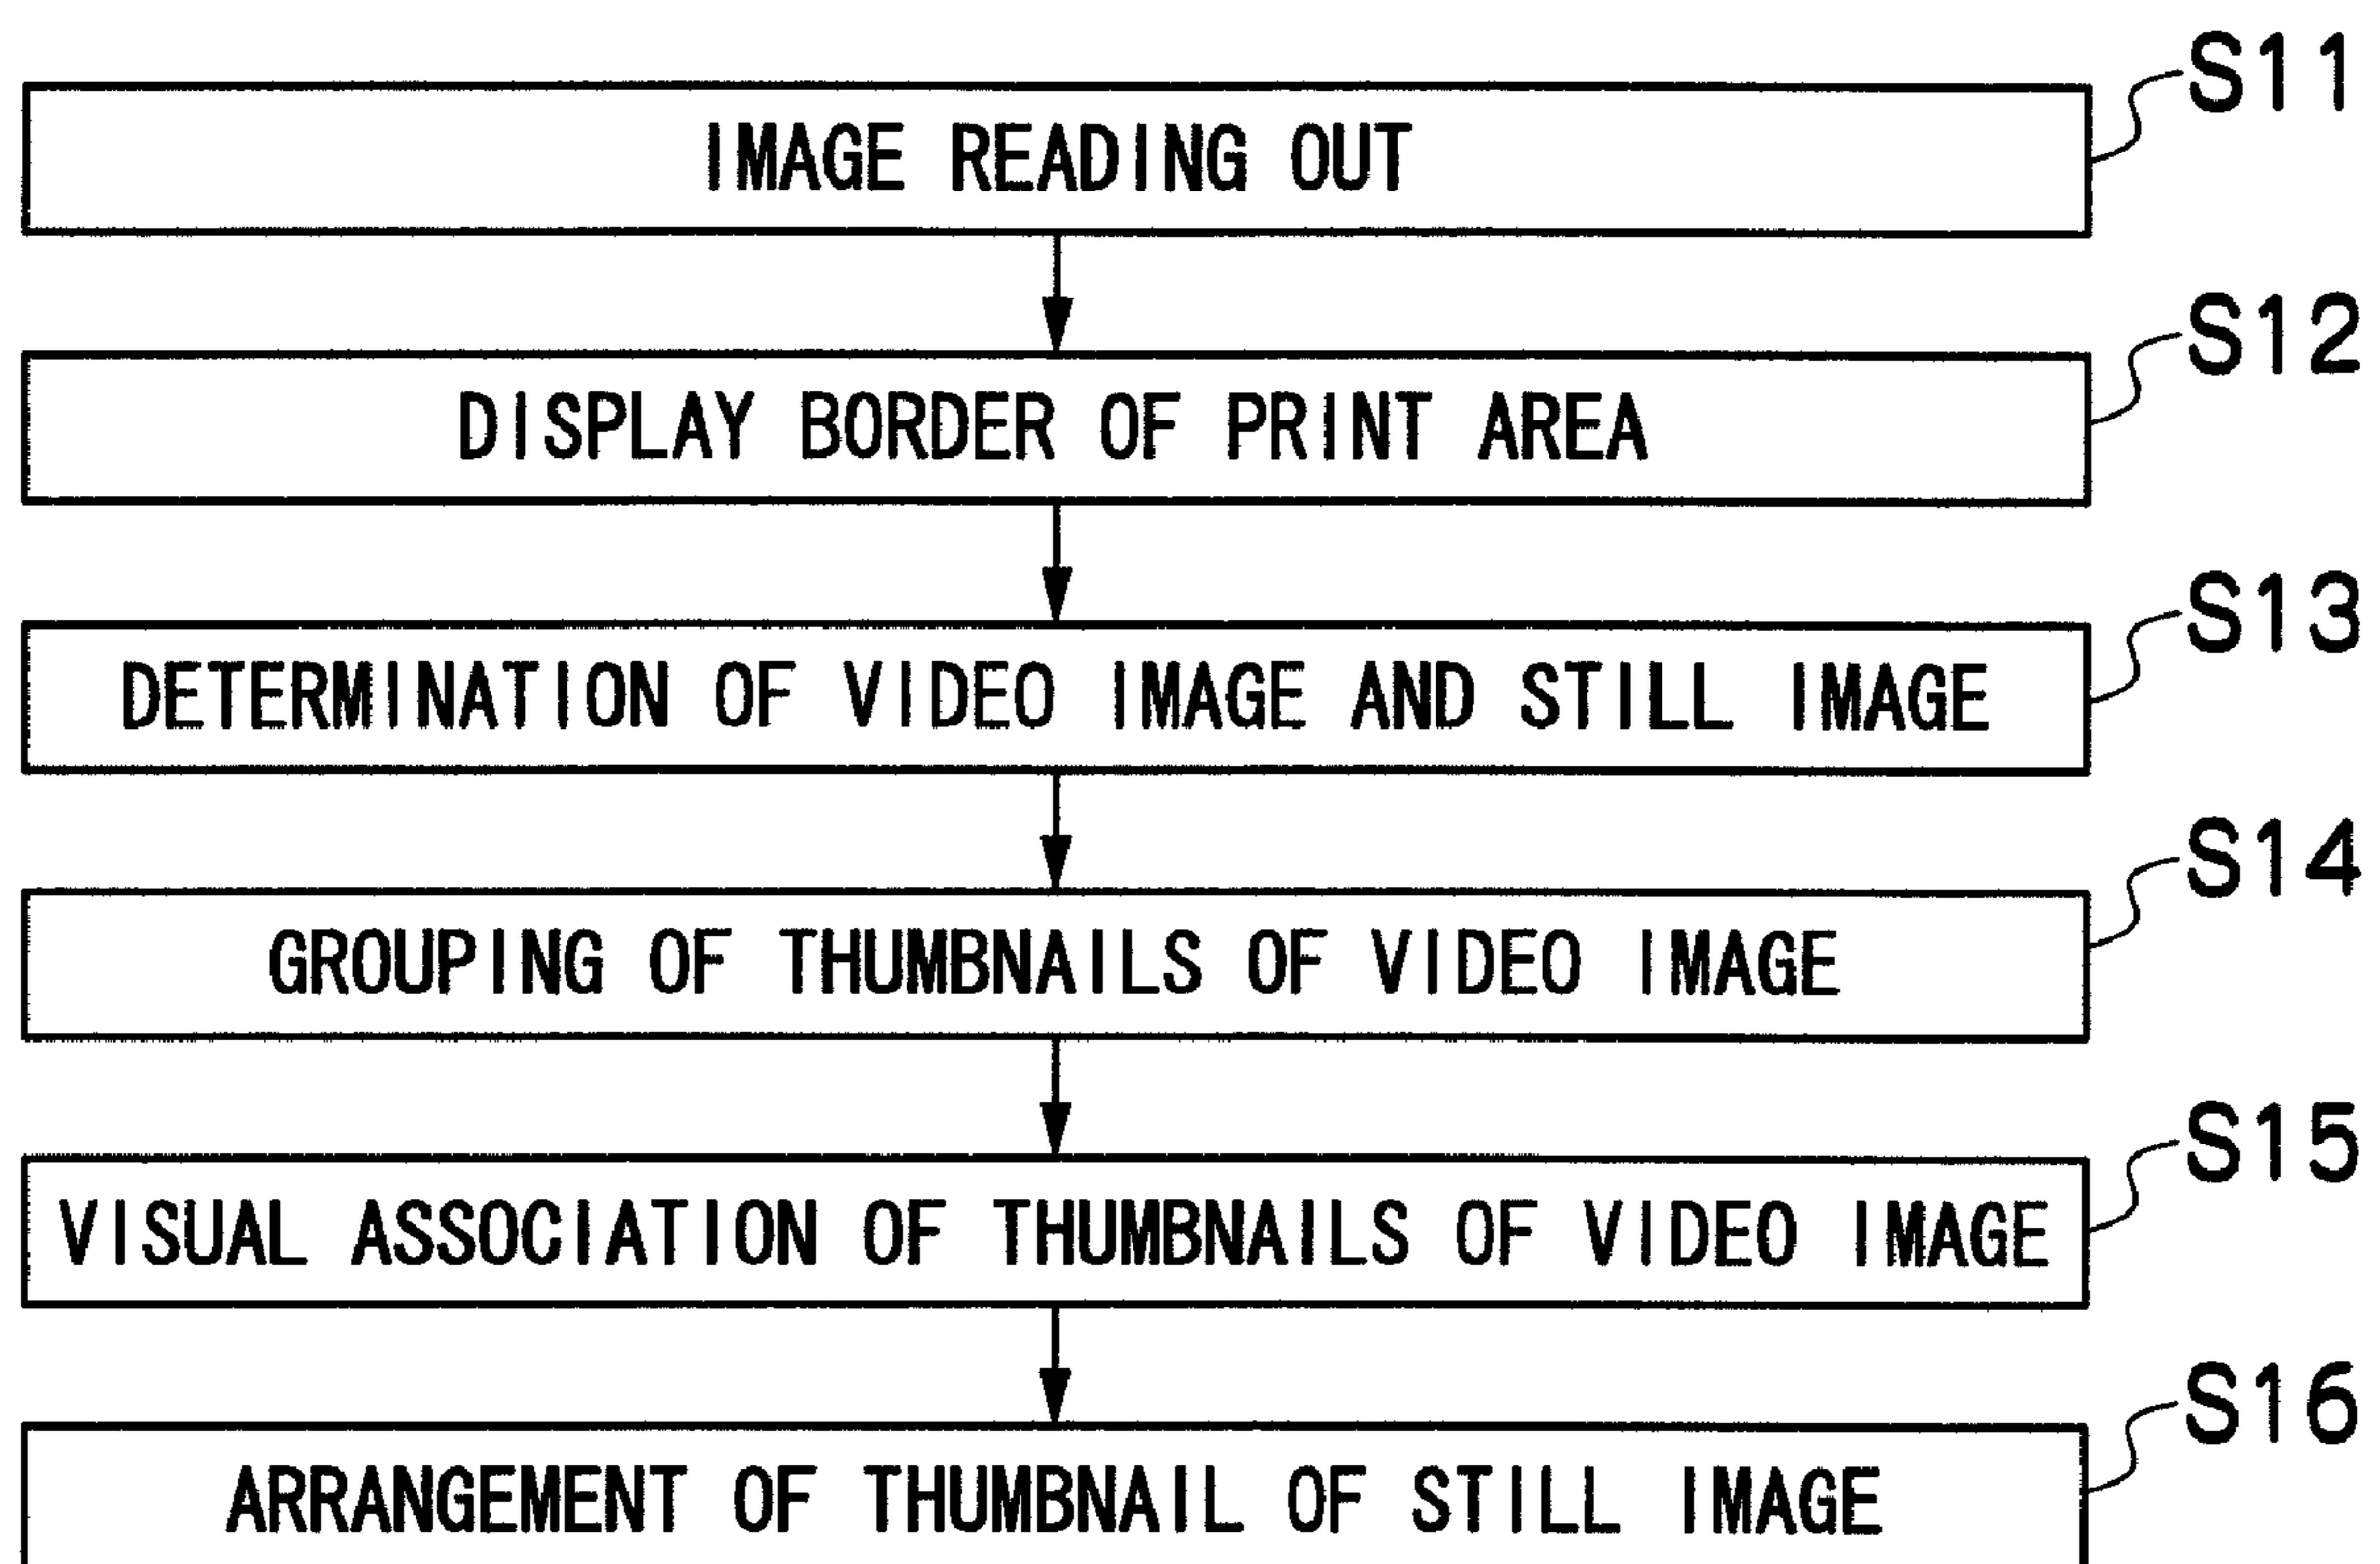 S11
IMAGE READING OUT
S12
DISPLAY BORDER OF PRINT AREA
S13
DETERMINATION OF VIDEO IMAGE AND STILL IMAGE
S14
GROUPING OF THUMBNAILS OF VIDEO IMAGE
S15
VISUAL ASSOCIATION OF THUMBNAILS OF VIDEO IMAGE
S16
ARRANGEMENT OF THUMBNAIL OF STILL IMAGE